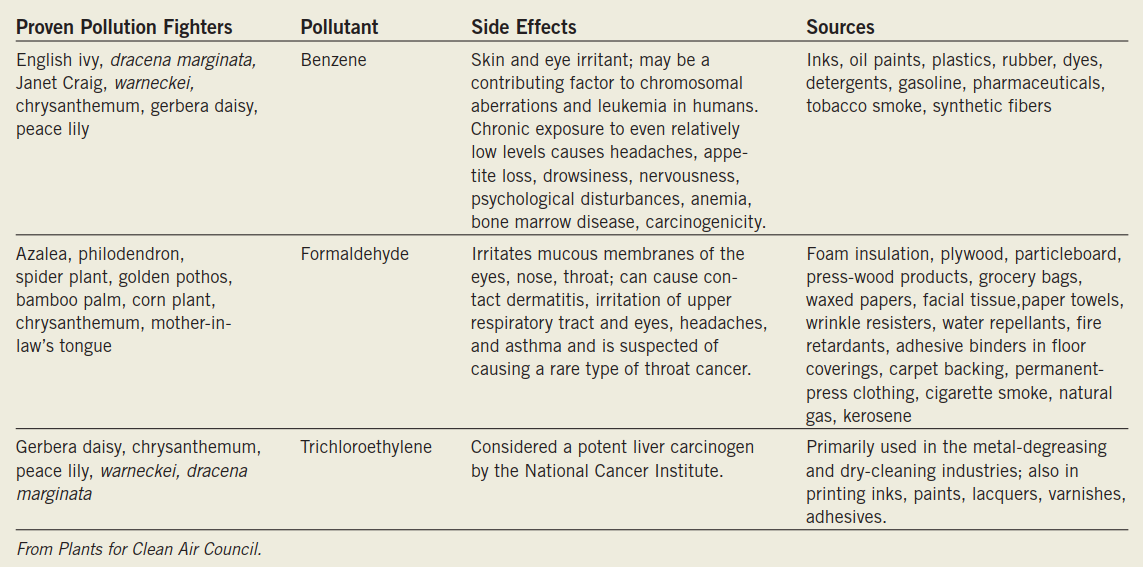 Proven Pollution Fighters
Pollutant
Side Effects
Sources
English ivy, dracena marginata,
Janet Craig, warneckei,
chrysanthemum, gerbera daisy,
peace lily
Benzene
Skin and eye irritant; may be a
contributing factor to chromosomal
aberrations and leukemia in humans.
Chronic exposure to even relatively
low levels causes headaches, appe-
tite loss, drowsiness, nervousness,
psychological disturbances, anemia,
bone marrow disease, carcinogenicity.
Inks, oil paints, plastics, rubber, dyes,
detergents, gasoline, pharmaceuticals,
tobacco smoke, synthetic fibers
Azalea, philodendron,
spider plant, golden pothos,
bamboo palm, corn plant,
chrysanthemum, mother-in-
law’s tongue
Formaldehyde
Irritates mucous membranes of the
eyes, nose, throat; can cause con-
tact dermatitis, irritation of upper
respiratory tract and eyes, headaches,
and asthma and is suspected of
causing a rare type of throat cancer.
Foam insulation, plywood, particleboard,
press-wood products, grocery bags,
waxed papers, facial tissue,paper towels,
wrinkle resisters, water repellants, fire
retardants, adhesive binders in floor
coverings, carpet backing, permanent-
press clothing, cigarette smoke, natural
gas, kerosene
Gerbera daisy, chrysanthemum,
peace lily, warneckei, dracena
marginata
Trichloroethylene
Considered a potent liver carcinogen
by the National Cancer Institute.
Primarily used in the metal-degreasing
and dry-cleaning industries; also in
printing inks, paints, lacquers, varnishes,
adhesives.
From Plants for Clean Air Council.